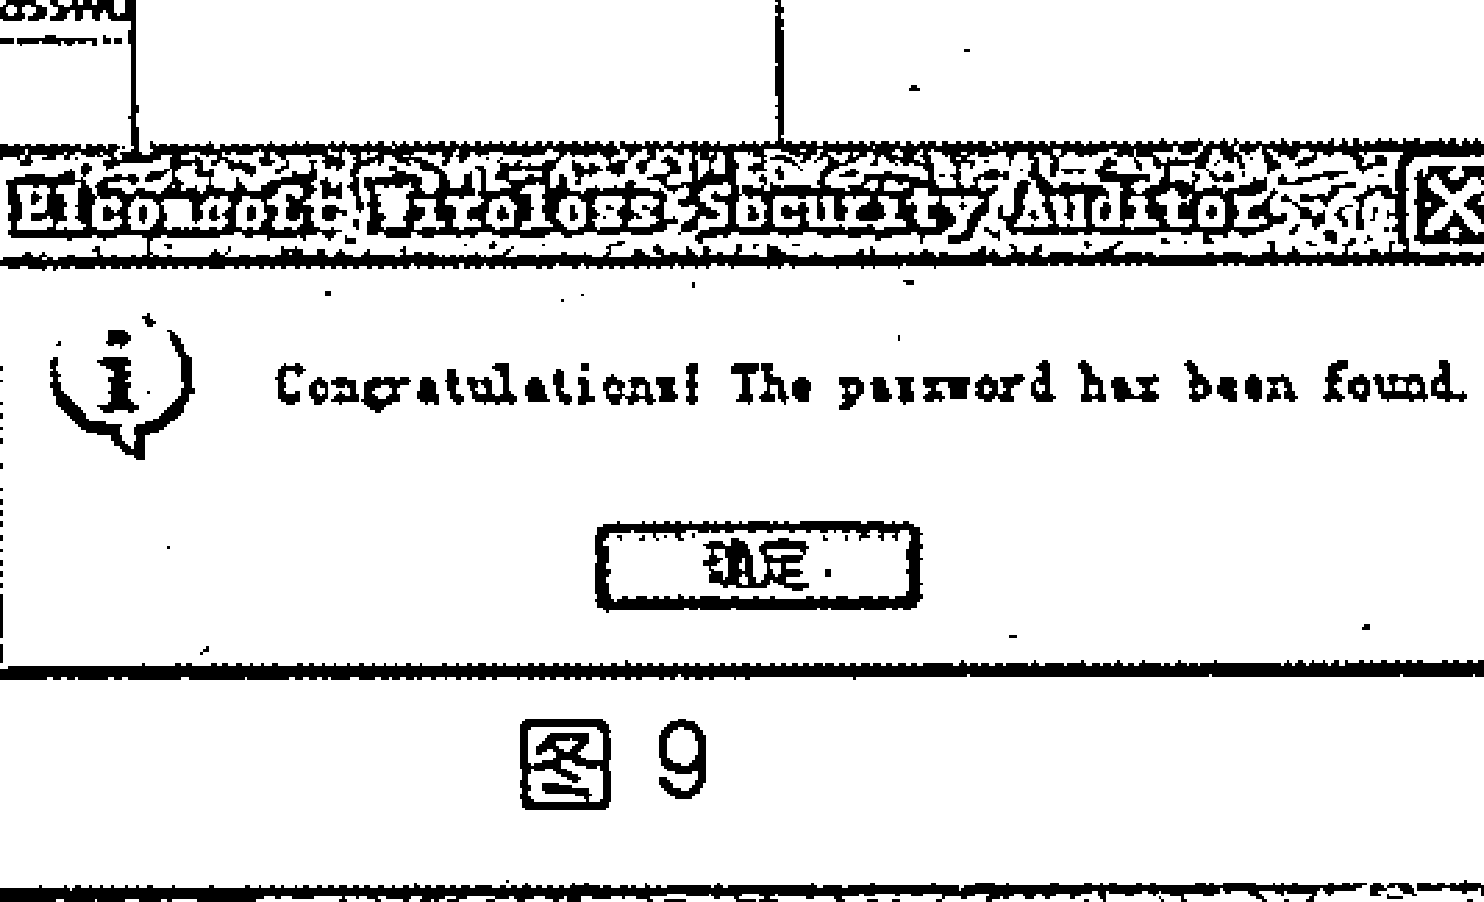 Elcomsoft Wireless Security Auditor
Congratulations! The password has been found.
确定
图 9